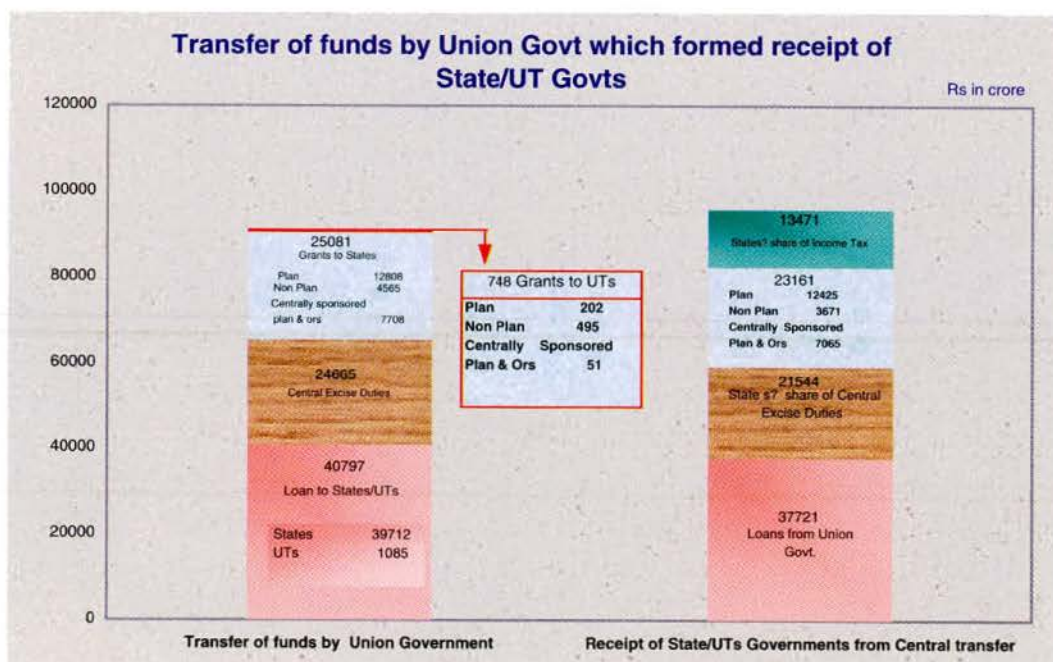 Transfer of funds by Union Govt which formed receipt of
State/UT Govts
Rs in crore
120000
100000
80000
60000
40000
20000
0
25081
Grants to States
Plan 12808
Non Plan 4565
Centrally sponsored
plan & ors 7708
24665
Central Excise Duties
40797
Loan to States/UTs
States 39712
UTs 1085
748 Grants to UTs
Plan 202
Non Plan 495
Centrally Sponsored
Plan & Ors 51
13471
States? share of Income Tax
23161
Plan 12425
Non Plan 3671
Centrally Sponsored
Plan & Ors 7065
21544
State s? share of Central
Excise Duties
37721
Loans from Union
Govt.
Transfer of funds by Union Government
Receipt of State/UTs Governments from Central transfer